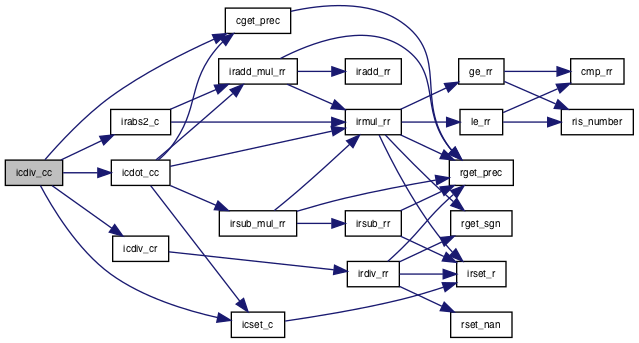 cget_prec
iradd_mul_rr
iradd_rr
ge_rr
cmp_rr
irabs2_c
irmul_rr
le_rr
ris_number
icdiv_cc
icdot_cc
rget_prec
irsub_mul_rr
irsub_rr
rget_sgn
icdiv_cr
irdiv_rr
irset_r
icset_c
rset_nan